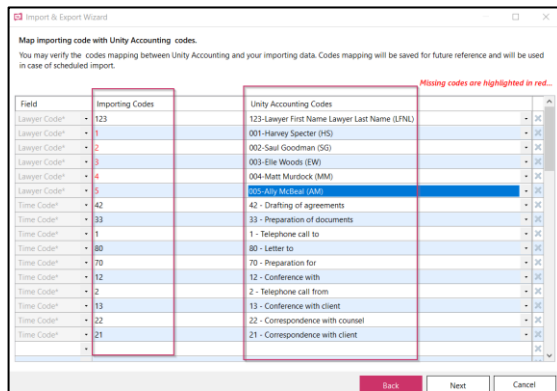 Import & Export Wizard
Map importing code with Unity Accounting codes.
You may verify the codes mapping between Unity Accounting and your importing data. Codes mapping will be saved for future reference and will be used
in case of scheduled import.
Missing codes are highlighted in red...
Field Importing Codes Unity Accounting Codes
Lawyer Code* 123 123-Lawyer First Name Lawyer Last Name (LFNL)
Lawyer Code* 1 001-Harvey Specter (HS)
Lawyer Code* 2 002-Saul Goodman (SG)
Lawyer Code* 3 003-Elle Woods (EW)
Lawyer Code* 4 004-Matt Murdock (MM)
Lawyer Code* 5 005-Ally McBeal (AM)
Time Code* 42 42 - Drafting of agreements
Time Code* 33 33 - Preparation of documents
Time Code* 1 1 - Telephone call to
Time Code* 80 80 - Letter to
Time Code* 70 70 - Preparation for
Time Code* 12 12 - Conference with
Time Code* 2 2 - Telephone call from
Time Code* 13 13 - Conference with client
Time Code* 22 22 - Correspondence with counsel
Time Code* 21 21 - Correspondence with client
Back Next Cancel